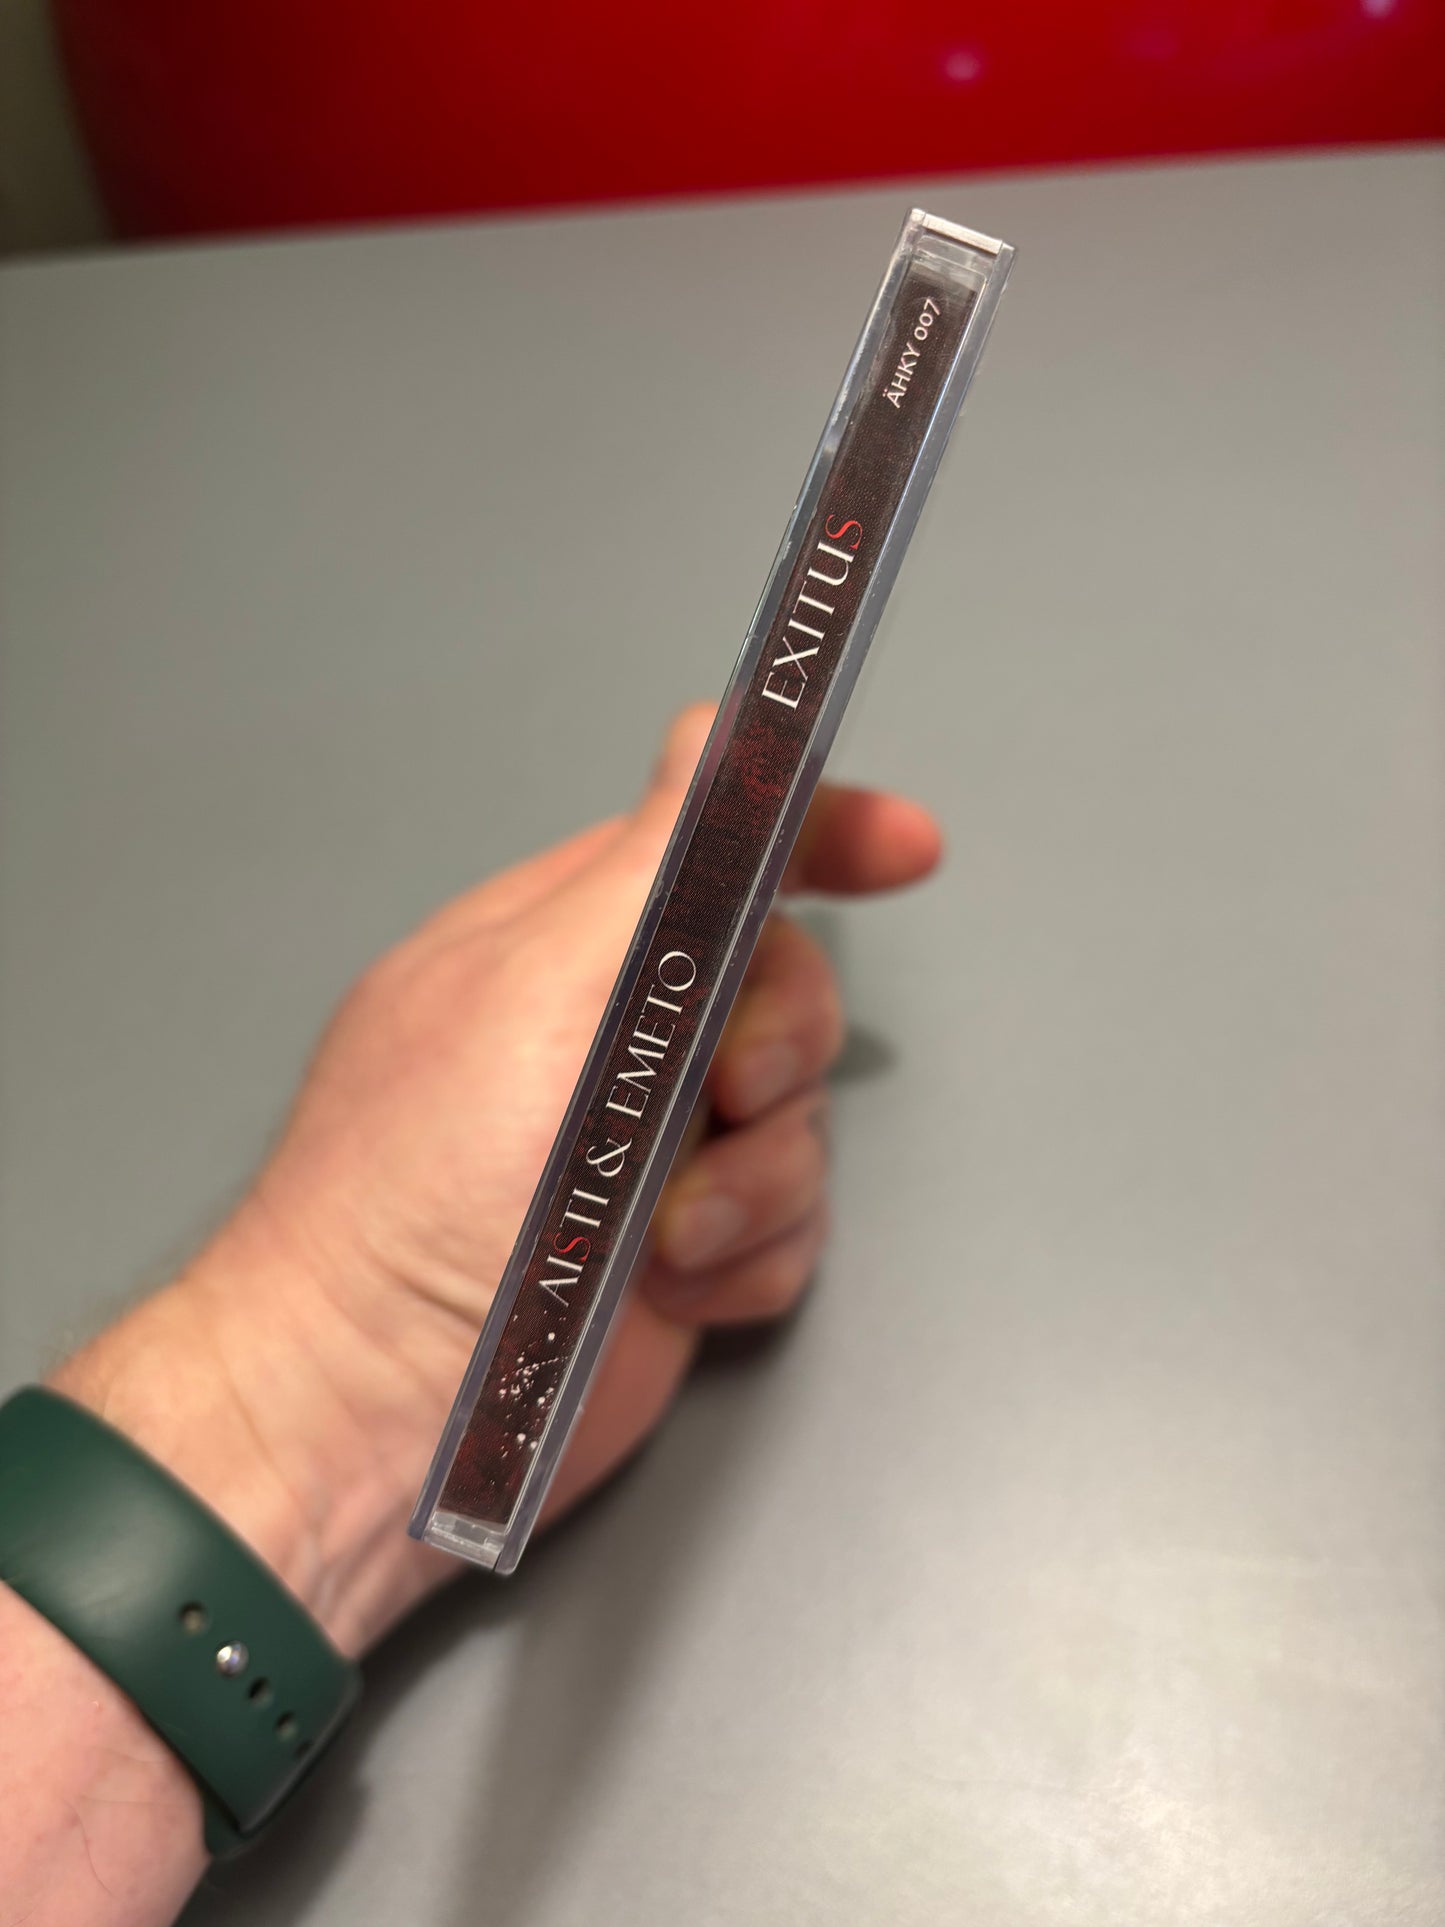 AISTI & EMETO
EXITUS
ÄHKY 007